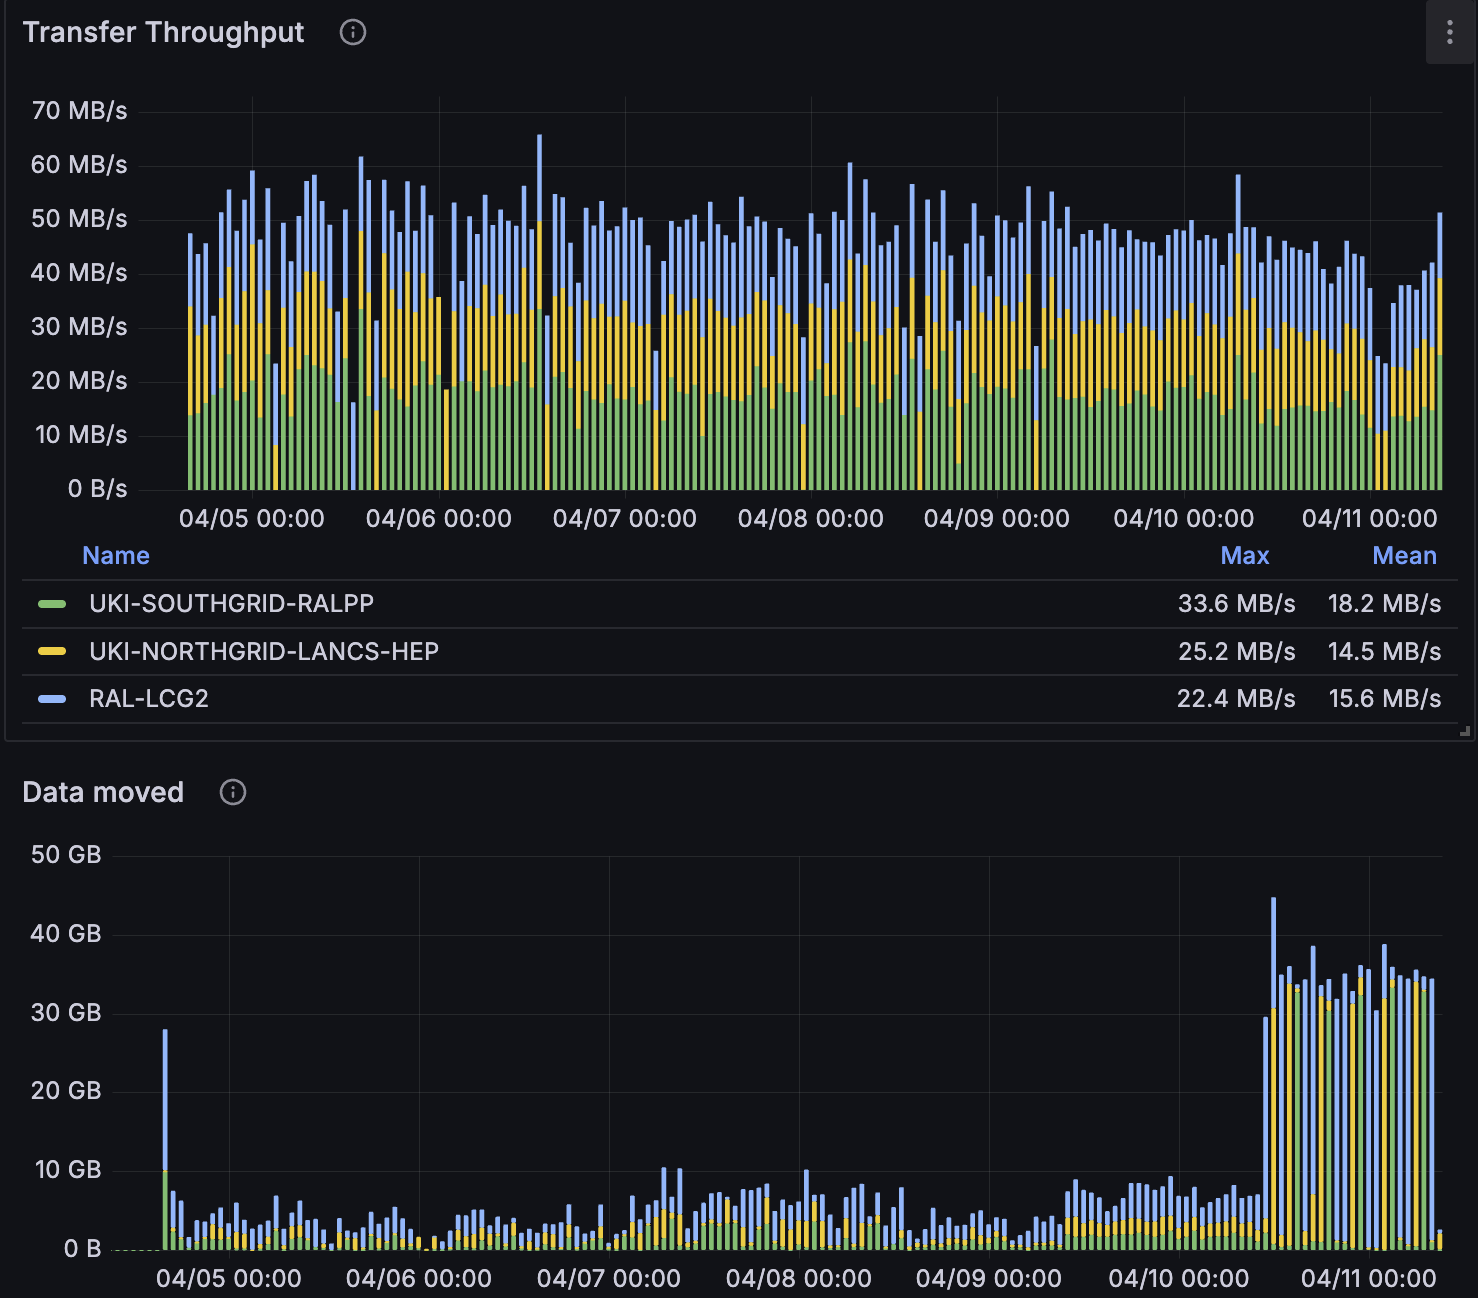 Transfer Throughput
70 MB/s
60 MB/s
50 MB/s
40 MB/s
30 MB/s
20 MB/s
10 MB/s
0 B/s
04/05 00:00 04/06 00:00 04/07 00:00 04/08 00:00 04/09 00:00 04/10 00:00 04/11 00:00
Name Max Mean
UKI-SOUTHGRID-RALPP 33.6 MB/s 18.2 MB/s
UKI-NORTHGRID-LANCS-HEP 25.2 MB/s 14.5 MB/s
RAL-LCG2 22.4 MB/s 15.6 MB/s
Data moved
50 GB
40 GB
30 GB
20 GB
10 GB
0 B
04/05 00:00 04/06 00:00 04/07 00:00 04/08 00:00 04/09 00:00 04/10 00:00 04/11 00:00